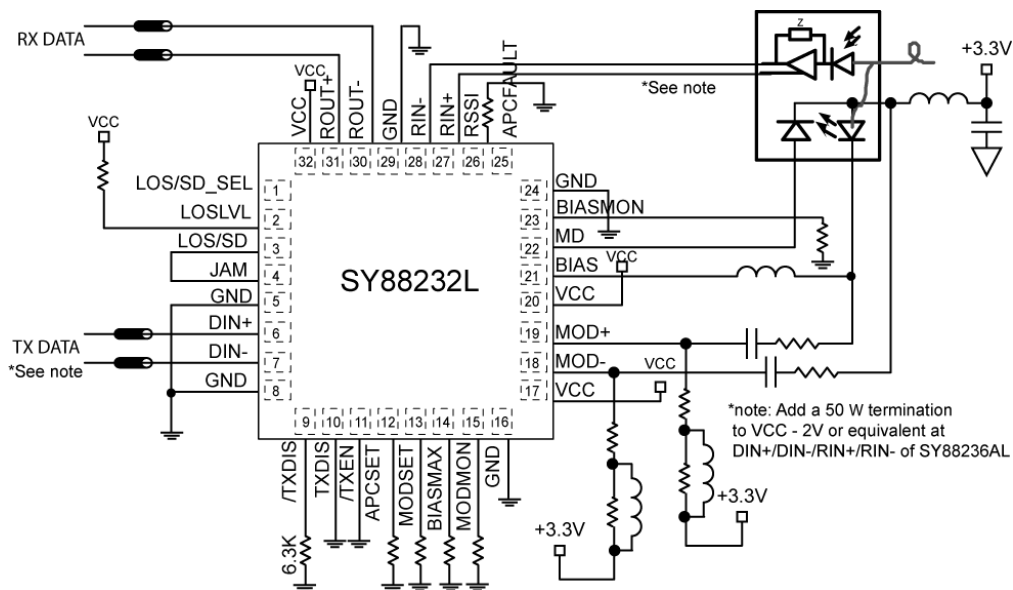 RX DATA
z
+3.3V
*See note
VCC
VCC
ROUT+
ROUT-
GND
RIN-
RIN+
RSSI
APCFAULT
VCC
32 31 30 29 28 27 26 25
LOS/SD_SEL
1
LOSLVL
2
LOS/SD
3
JAM
4
GND
5
DIN+
6
DIN-
7
GND
8
TX DATA
*See note
SY88232L
24
GND
23
BIASMON
22
MD
21
BIAS
VCC
20
VCC
19
MOD+
18
MOD-
VCC
17
VCC
9 10 11 12 13 14 15 16
/TXDIS
TXDIS
/TXEN
APCSET
MODSET
BIASMAX
MODMON
GND
6.3K
*note: Add a 50 W termination
to VCC - 2V or equivalent at
DIN+/DIN-/RIN+/RIN- of SY88236AL
+3.3V
+3.3V